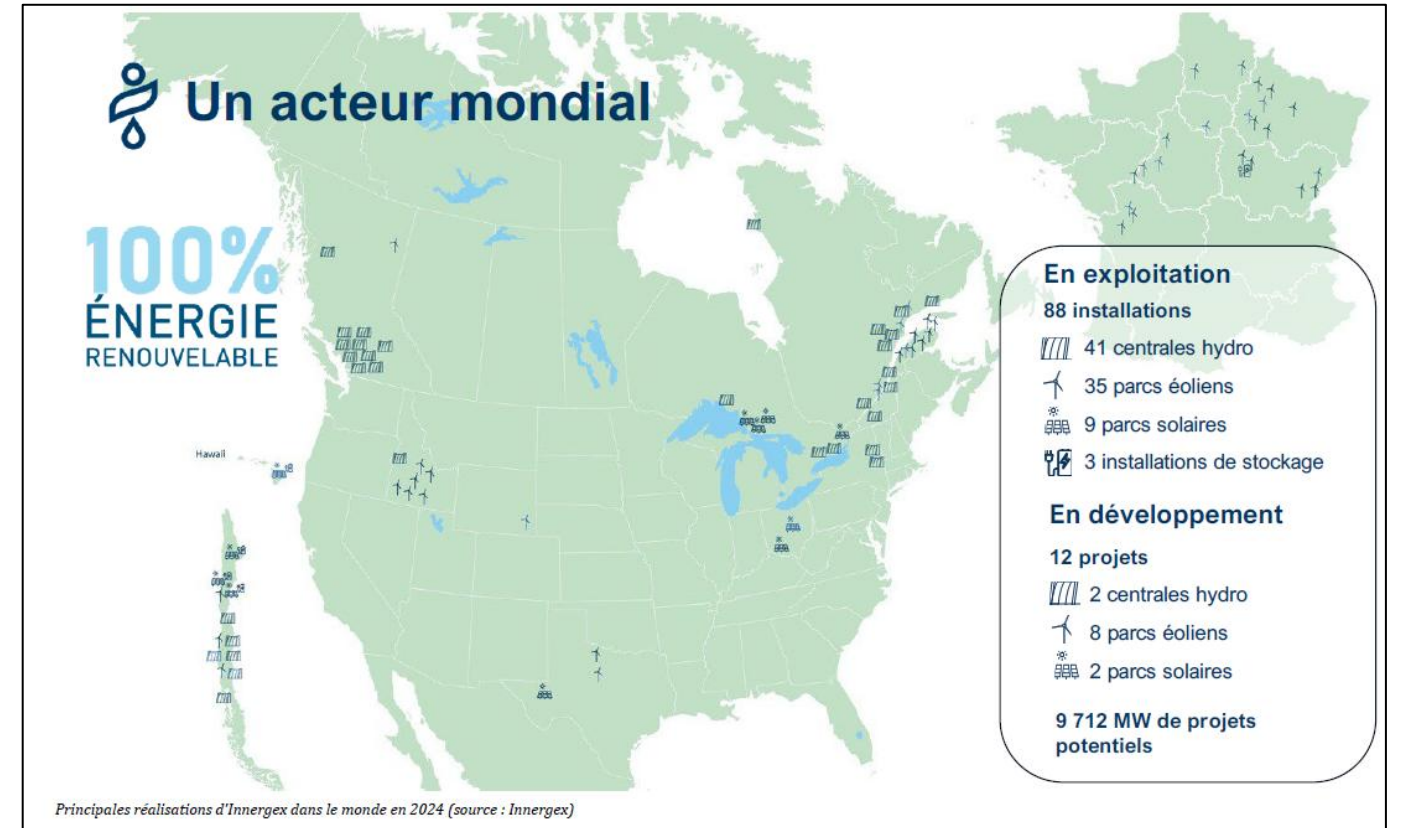 Un acteur mondial
100%
ÉNERGIE
RENOUVELABLE
Hawaii
En exploitation
88 installations
41 centrales hydro
35 parcs éoliens
9 parcs solaires
3 installations de stockage
En développement
12 projets
2 centrales hydro
8 parcs éoliens
2 parcs solaires
9 712 MW de projets
potentiels
Principales réalisations d'Innergex dans le monde en 2024 (source : Innergex)